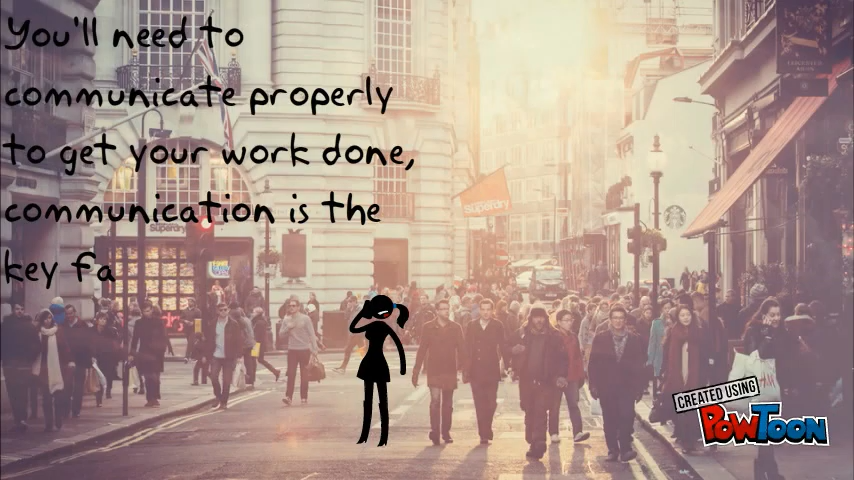 You'll need to
communicate properly
to get your work done,
communication is the
key fa
Superdry.
Superdry
H&M
CREATED USING
POWTOON